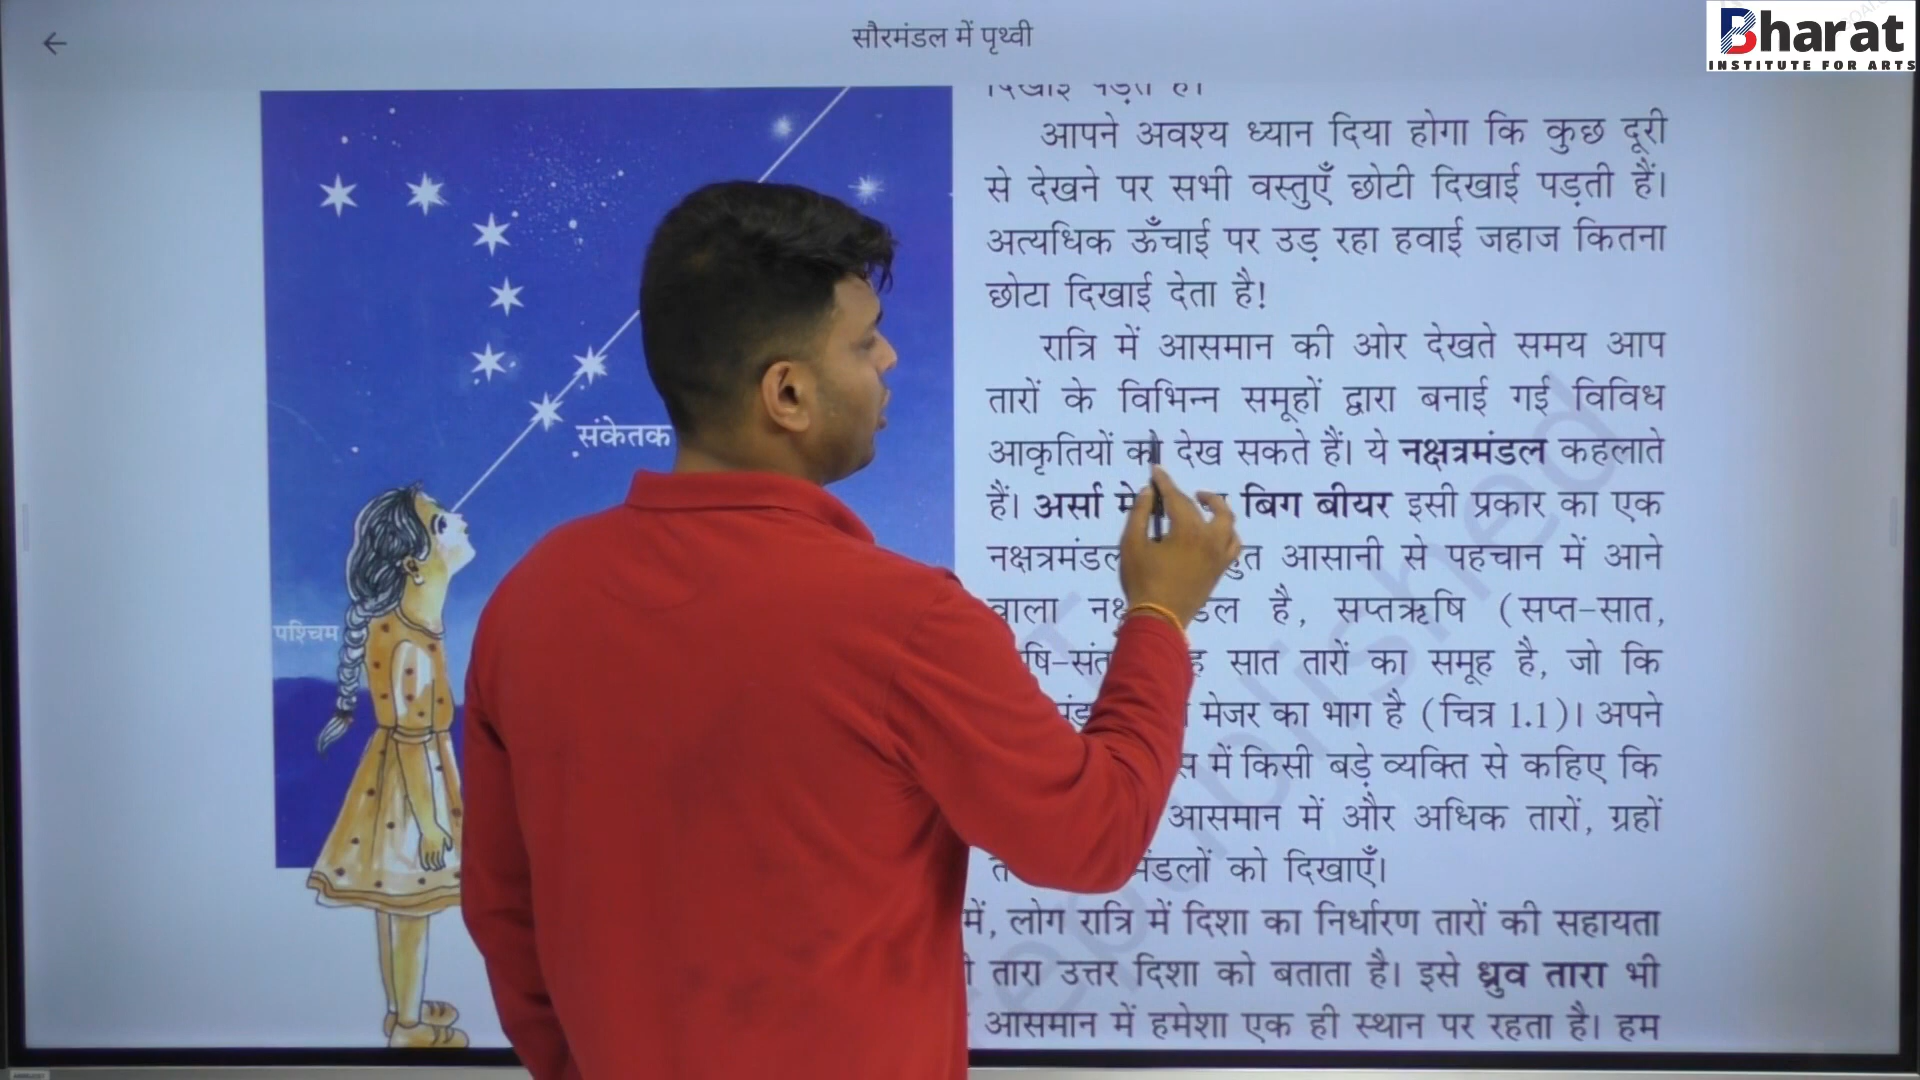 सौरमंडल में पृथ्वी
Bharat
INSTITUTE FOR ARTS
आपने अवश्य ध्यान दिया होगा कि कुछ दूरी
से देखने पर सभी वस्तुएँ छोटी दिखाई पड़ती हैं।
अत्यधिक ऊँचाई पर उड़ रहा हवाई जहाज कितना
छोटा दिखाई देता है!
रात्रि में आसमान की ओर देखते समय आप
तारों के विभिन्न समूहों द्वारा बनाई गई विविध
आकृतियों को देख सकते हैं। ये नक्षत्रमंडल कहलाते
हैं। अर्सा बिग बीयर इसी प्रकार का एक
नक्षत्रमंडल आसानी से पहचान में आने
वाला है, सप्तऋषि (सप्त-सात,
सात तारों का समूह है, जो कि
मेजर का भाग है (चित्र 1.1)। अपने
में किसी बड़े व्यक्ति से कहिए कि
आसमान में और अधिक तारों, ग्रहों
को दिखाएँ।
में, लोग रात्रि में दिशा का निर्धारण तारों की सहायता
तारा उत्तर दिशा को बताता है। इसे ध्रुव तारा भी
आसमान में हमेशा एक ही स्थान पर रहता है। हम
संकेतक
पश्चिम